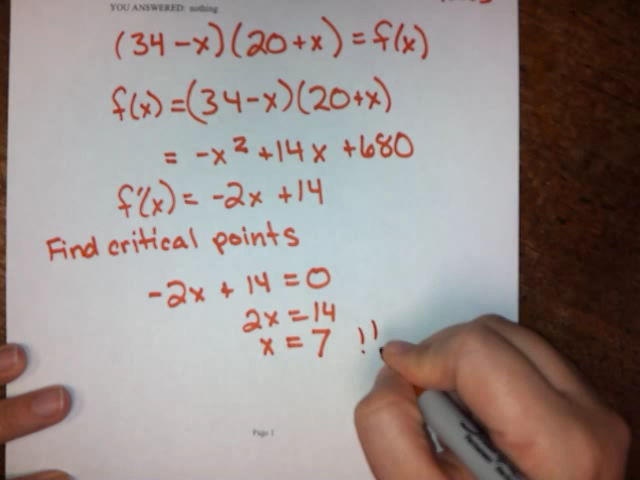 YOU ANSWERED: nothing
(34-x)(20+x)=f(x)
f(x)=(34-x)(20+x)
= -x²+14x+680
f'(x)= -2x+14
Find critical points
-2x+14=0
2x=14
x=7 !!
Page 1